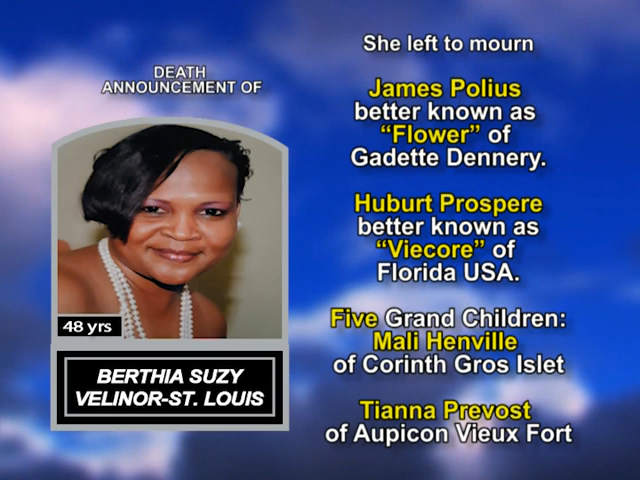 DEATH
ANNOUNCEMENT OF
48 yrs
BERTHIA SUZY
VELINOR-ST. LOUIS
She left to mourn
James Polius
better known as
“Flower” of
Gadette Dennery.
Huburt Prospere
better known as
“Viecore” of
Florida USA.
Five Grand Children:
Mali Henville
of Corinth Gros Islet
Tianna Prevost
of Aupicon Vieux Fort